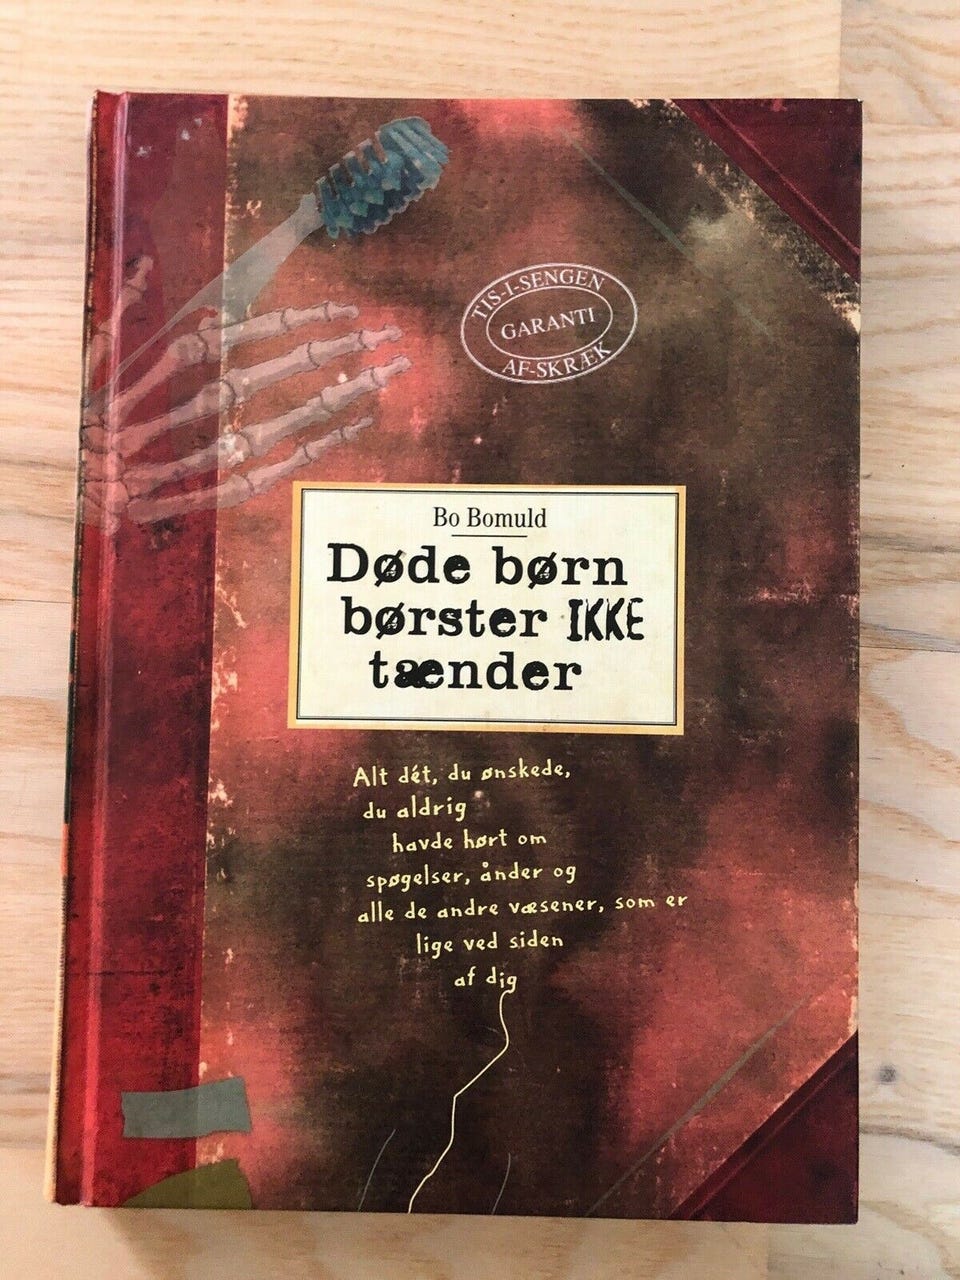 TIS-I-SENGEN
GARANTI
AF-SKRÆK
Bo Bomuld
Døde børn
børster IKKE
tænder
Alt dét, du ønskede,
du aldrig
havde hørt om
spøgelser, ånder og
alle de andre væsener, som er
lige ved siden
af dig